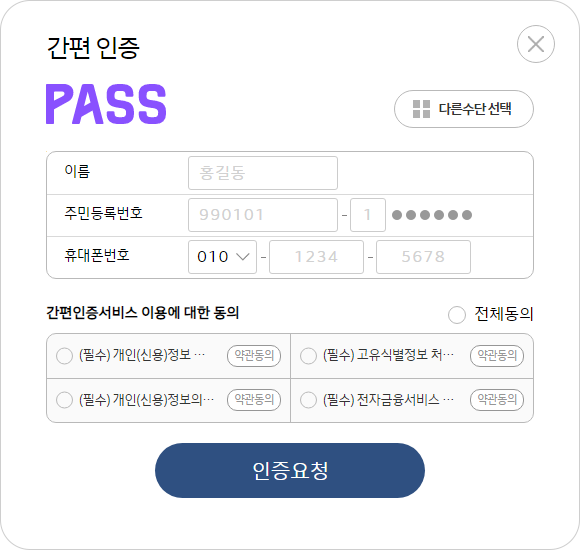 간편 인증
PASS
다른수단 선택
이름 홍길동
주민등록번호 990101 - 1 ●●●●●●
휴대폰번호 010 - 1234 - 5678
간편인증서비스 이용에 대한 동의 전체동의
(필수) 개인(신용)정보 ··· 약관동의 (필수) 고유식별정보 처··· 약관동의
(필수) 개인(신용)정보의··· 약관동의 (필수) 전자금융서비스 ··· 약관동의
인증요청